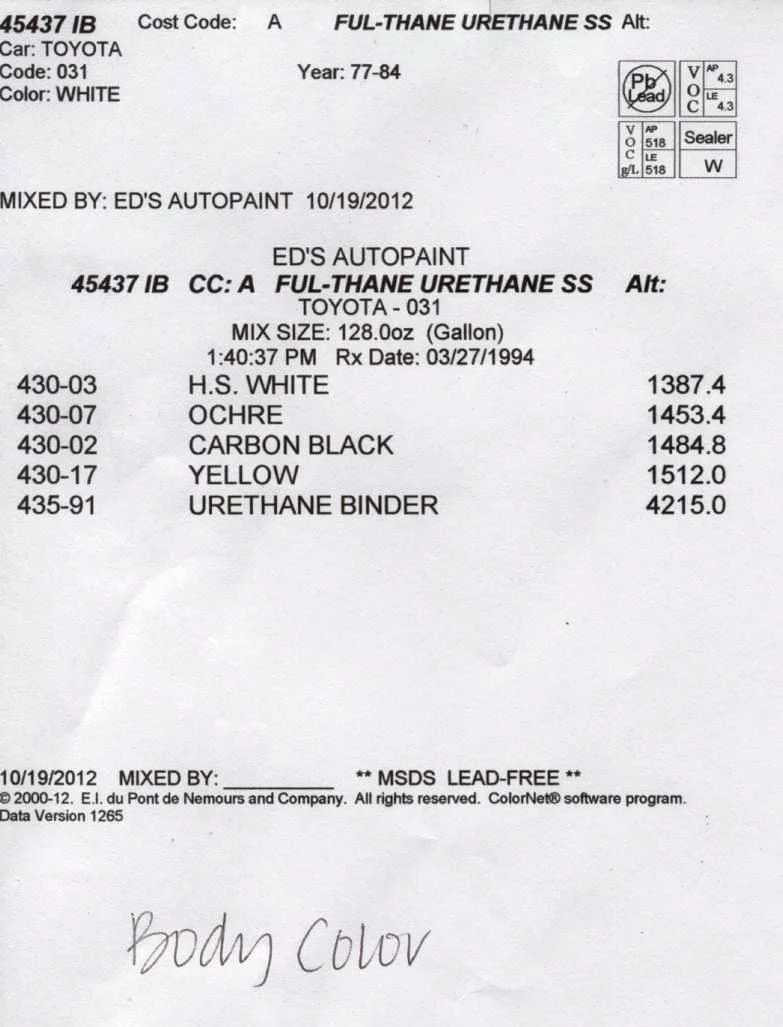 45437 IB Cost Code: A FUL-THANE URETHANE SS Alt:
Car: TOYOTA
Code: 031 Year: 77-84
Color: WHITE
Pb Lead
VOC AP 4.3 LE 4.3
VOC g/L AP 518 LE 518
Sealer W
MIXED BY: ED'S AUTOPAINT 10/19/2012
ED'S AUTOPAINT
45437 IB CC: A FUL-THANE URETHANE SS Alt:
TOYOTA - 031
MIX SIZE: 128.0oz (Gallon)
1:40:37 PM Rx Date: 03/27/1994
430-03 H.S. WHITE 1387.4
430-07 OCHRE 1453.4
430-02 CARBON BLACK 1484.8
430-17 YELLOW 1512.0
435-91 URETHANE BINDER 4215.0
10/19/2012 MIXED BY: __________ ** MSDS LEAD-FREE **
© 2000-12. E.I. du Pont de Nemours and Company. All rights reserved. ColorNet® software program.
Data Version 1265
Body Color